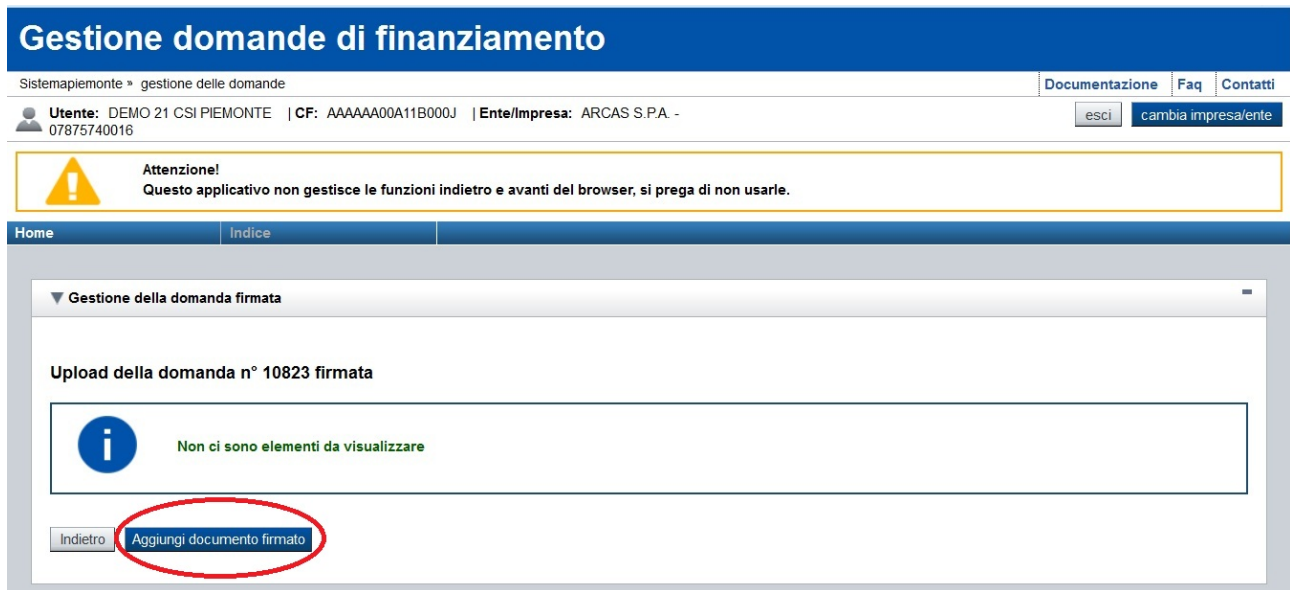 Gestione domande di finanziamento
Sistemapiemonte » gestione delle domande
Documentazione Faq Contatti
Utente: DEMO 21 CSI PIEMONTE | CF: AAAAAA00A11B000J | Ente/Impresa: ARCAS S.P.A. -
07875740016
esci cambia impresa/ente
Attenzione!
Questo applicativo non gestisce le funzioni indietro e avanti del browser, si prega di non usarle.
Home Indice
Gestione della domanda firmata
Upload della domanda n° 10823 firmata
Non ci sono elementi da visualizzare
Indietro Aggiungi documento firmato